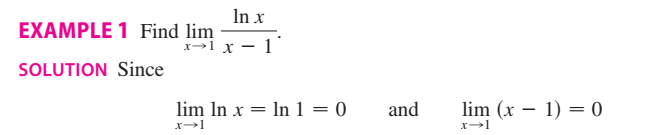 EXAMPLE 1 Find lim x→1 ln x / x − 1.
SOLUTION Since
lim x→1 ln x = ln 1 = 0 and lim x→1 (x − 1) = 0